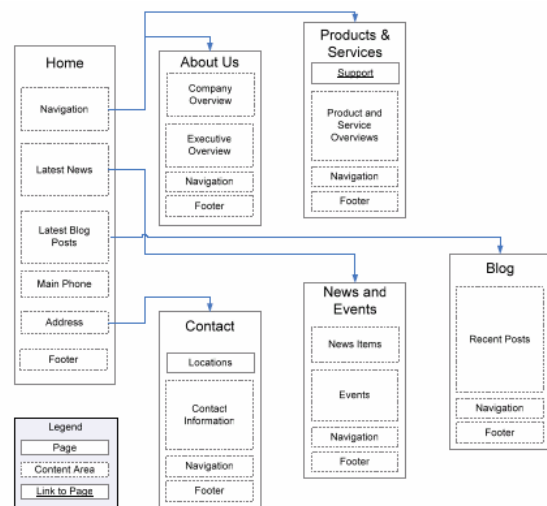 Home
Navigation
Latest News
Latest Blog
Posts
Main Phone
Address
Footer
About Us
Company
Overview
Executive
Overview
Navigation
Footer
Products &
Services
Support
Product and
Service
Overviews
Navigation
Footer
Contact
Locations
Contact
Information
Navigation
Footer
News and
Events
News Items
Events
Navigation
Footer
Blog
Recent Posts
Navigation
Footer
Legend
Page
Content Area
Link to Page